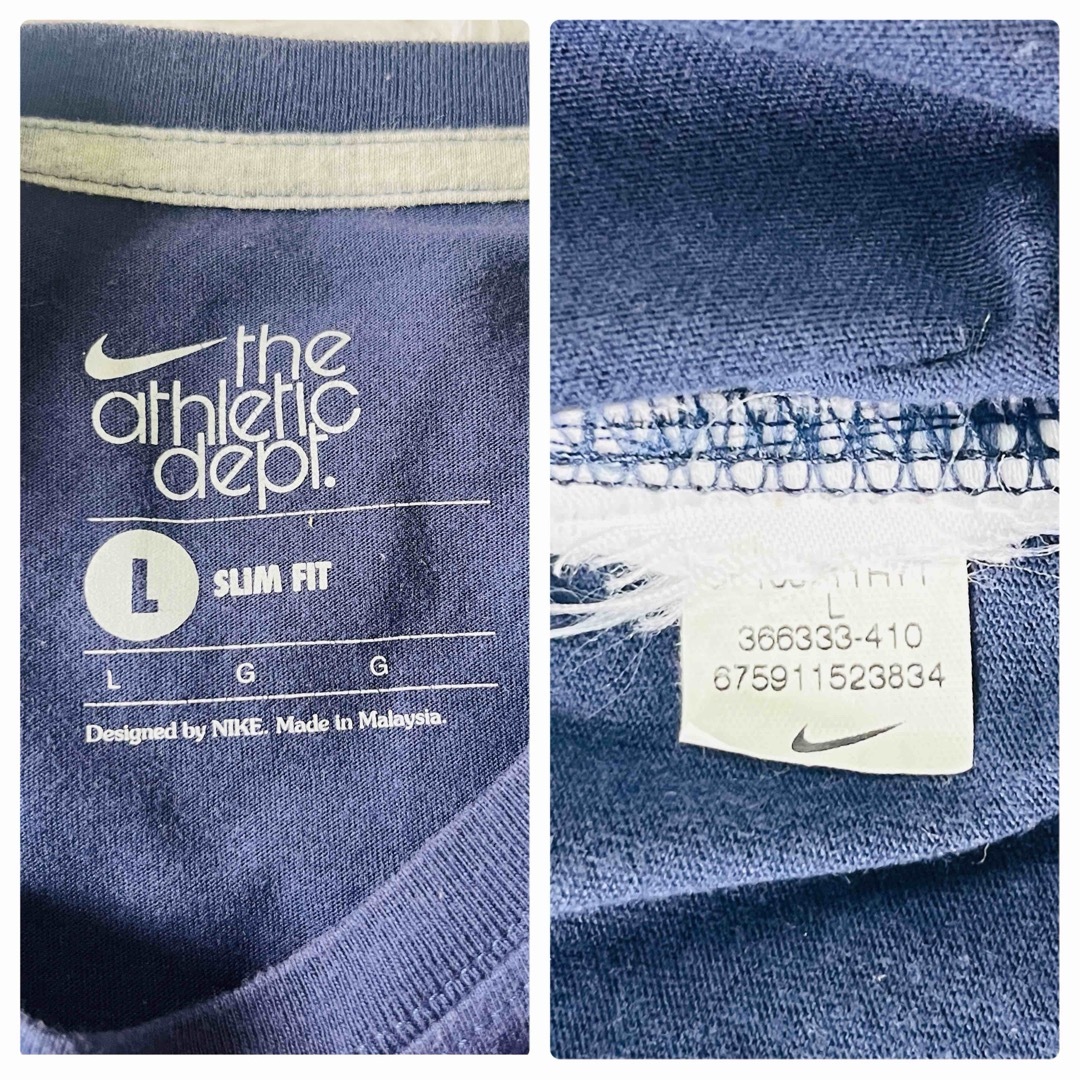 the
athletic
dept.
L SLIM FIT
L G G
Designed by NIKE. Made in Malaysia.
L
366333-410
675911523834